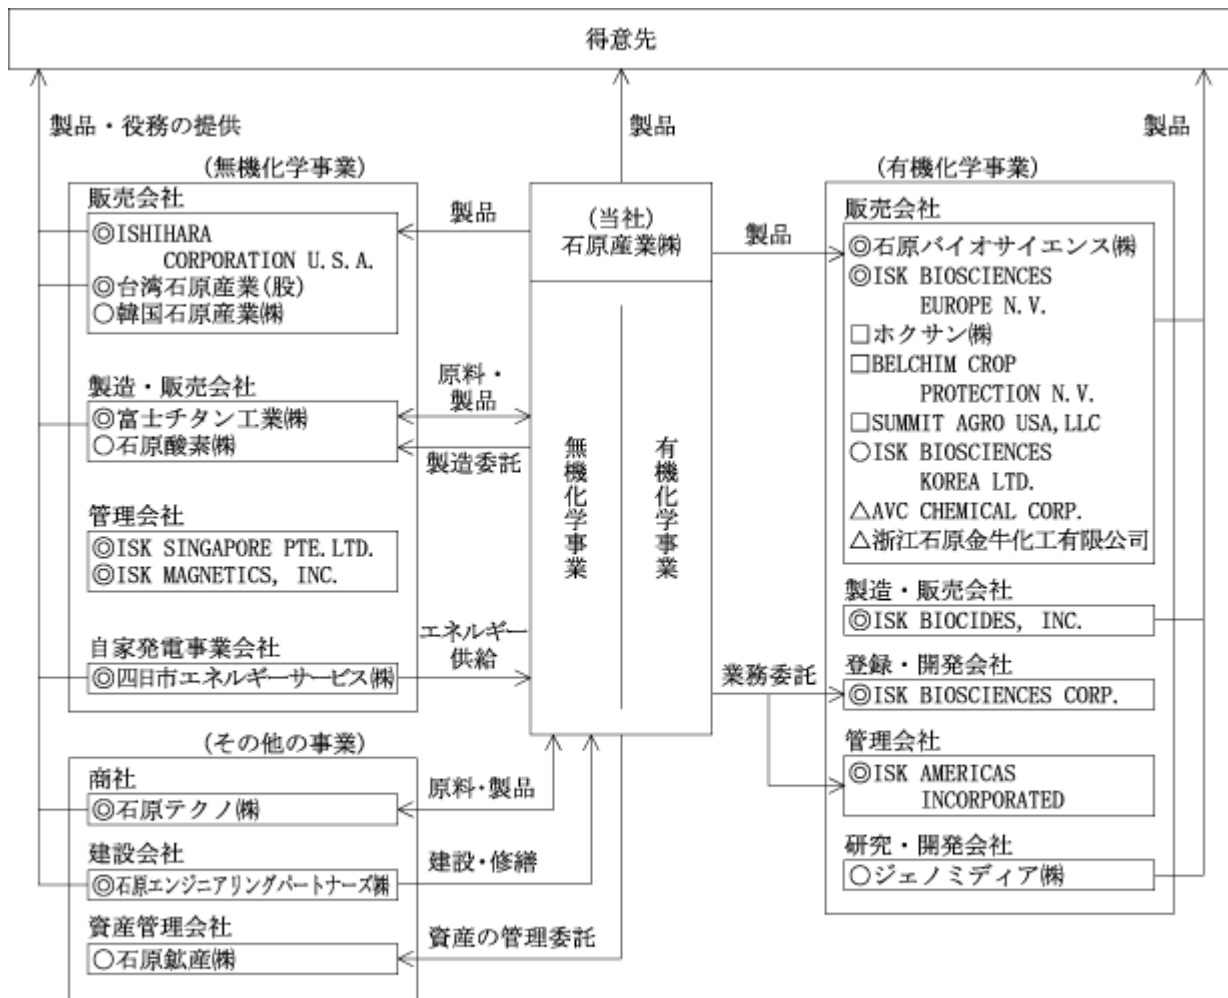 得意先
製品・役務の提供
製品
製品
(無機化学事業)
販売会社
◎ISHIHARA
CORPORATION U.S.A.
◎台湾石原産業(股)
○韓国石原産業㈱
製造・販売会社
◎富士チタン工業㈱
○石原酸素㈱
管理会社
◎ISK SINGAPORE PTE.LTD.
◎ISK MAGNETICS, INC.
自家発電事業会社
◎四日市エネルギーサービス㈱
(その他の事業)
商社
◎石原テクノ㈱
建設会社
◎石原エンジニアリングパートナーズ㈱
資産管理会社
○石原鉱産㈱
製品
原料・
製品
製造委託
エネルギー
供給
原料・製品
建設・修繕
資産の管理委託
(当社)
石原産業㈱
無機化学事業
有機化学事業
製品
業務委託
(有機化学事業)
販売会社
◎石原バイオサイエンス㈱
◎ISK BIOSCIENCES
EUROPE N.V.
□ホクサン㈱
□BELCHIM CROP
PROTECTION N.V.
□SUMMIT AGRO USA,LLC
○ISK BIOSCIENCES
KOREA LTD.
△AVC CHEMICAL CORP.
△浙江石原金牛化工有限公司
製造・販売会社
◎ISK BIOCIDES, INC.
登録・開発会社
◎ISK BIOSCIENCES CORP.
管理会社
◎ISK AMERICAS
INCORPORATED
研究・開発会社
○ジェノミディア㈱